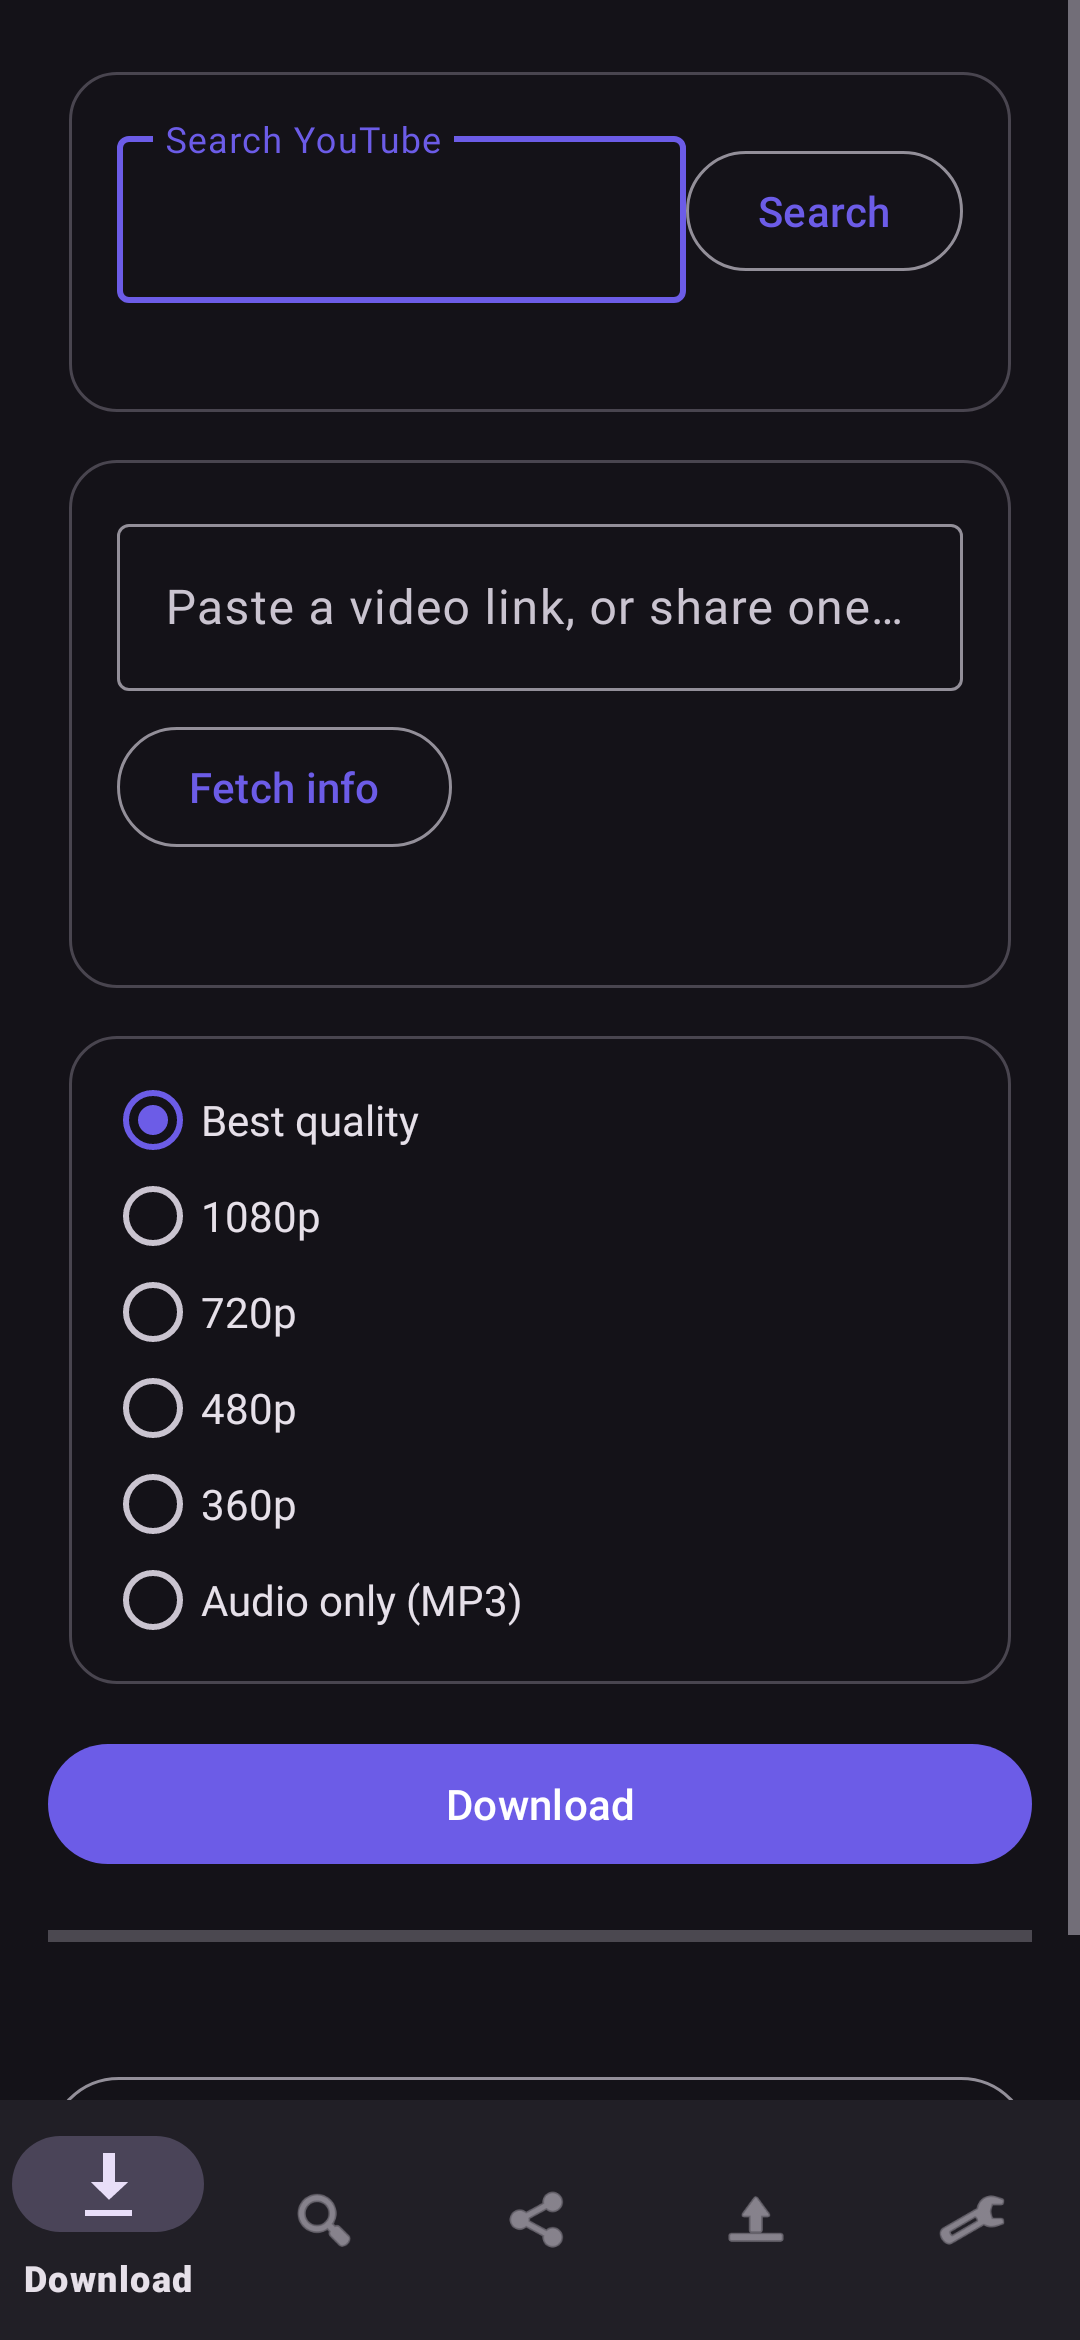 Search YouTube
Search
Paste a video link, or share one…
Fetch info
Best quality
1080p
720p
480p
360p
Audio only (MP3)
Download
Download